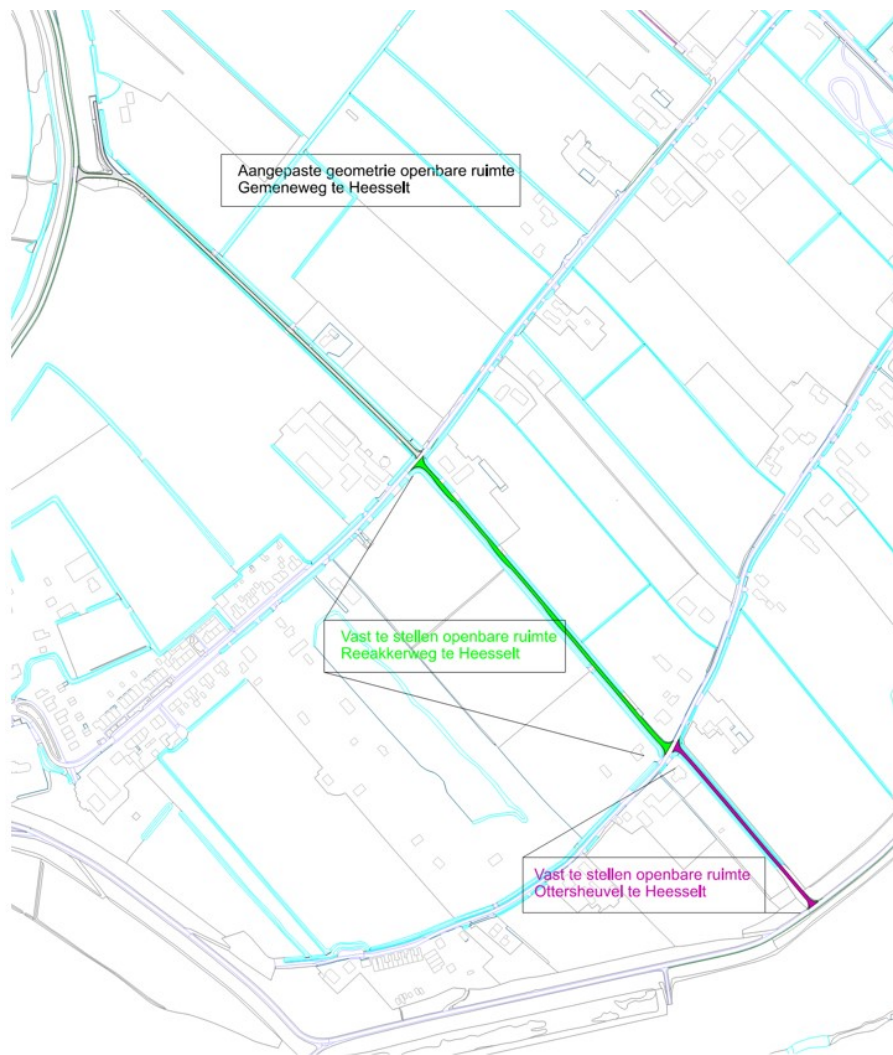 Aangepaste geometrie openbare ruimte
Gemeneweg te Heesselt
Vast te stellen openbare ruimte
Reeakkerweg te Heesselt
Vast te stellen openbare ruimte
Ottersheuvel te Heesselt